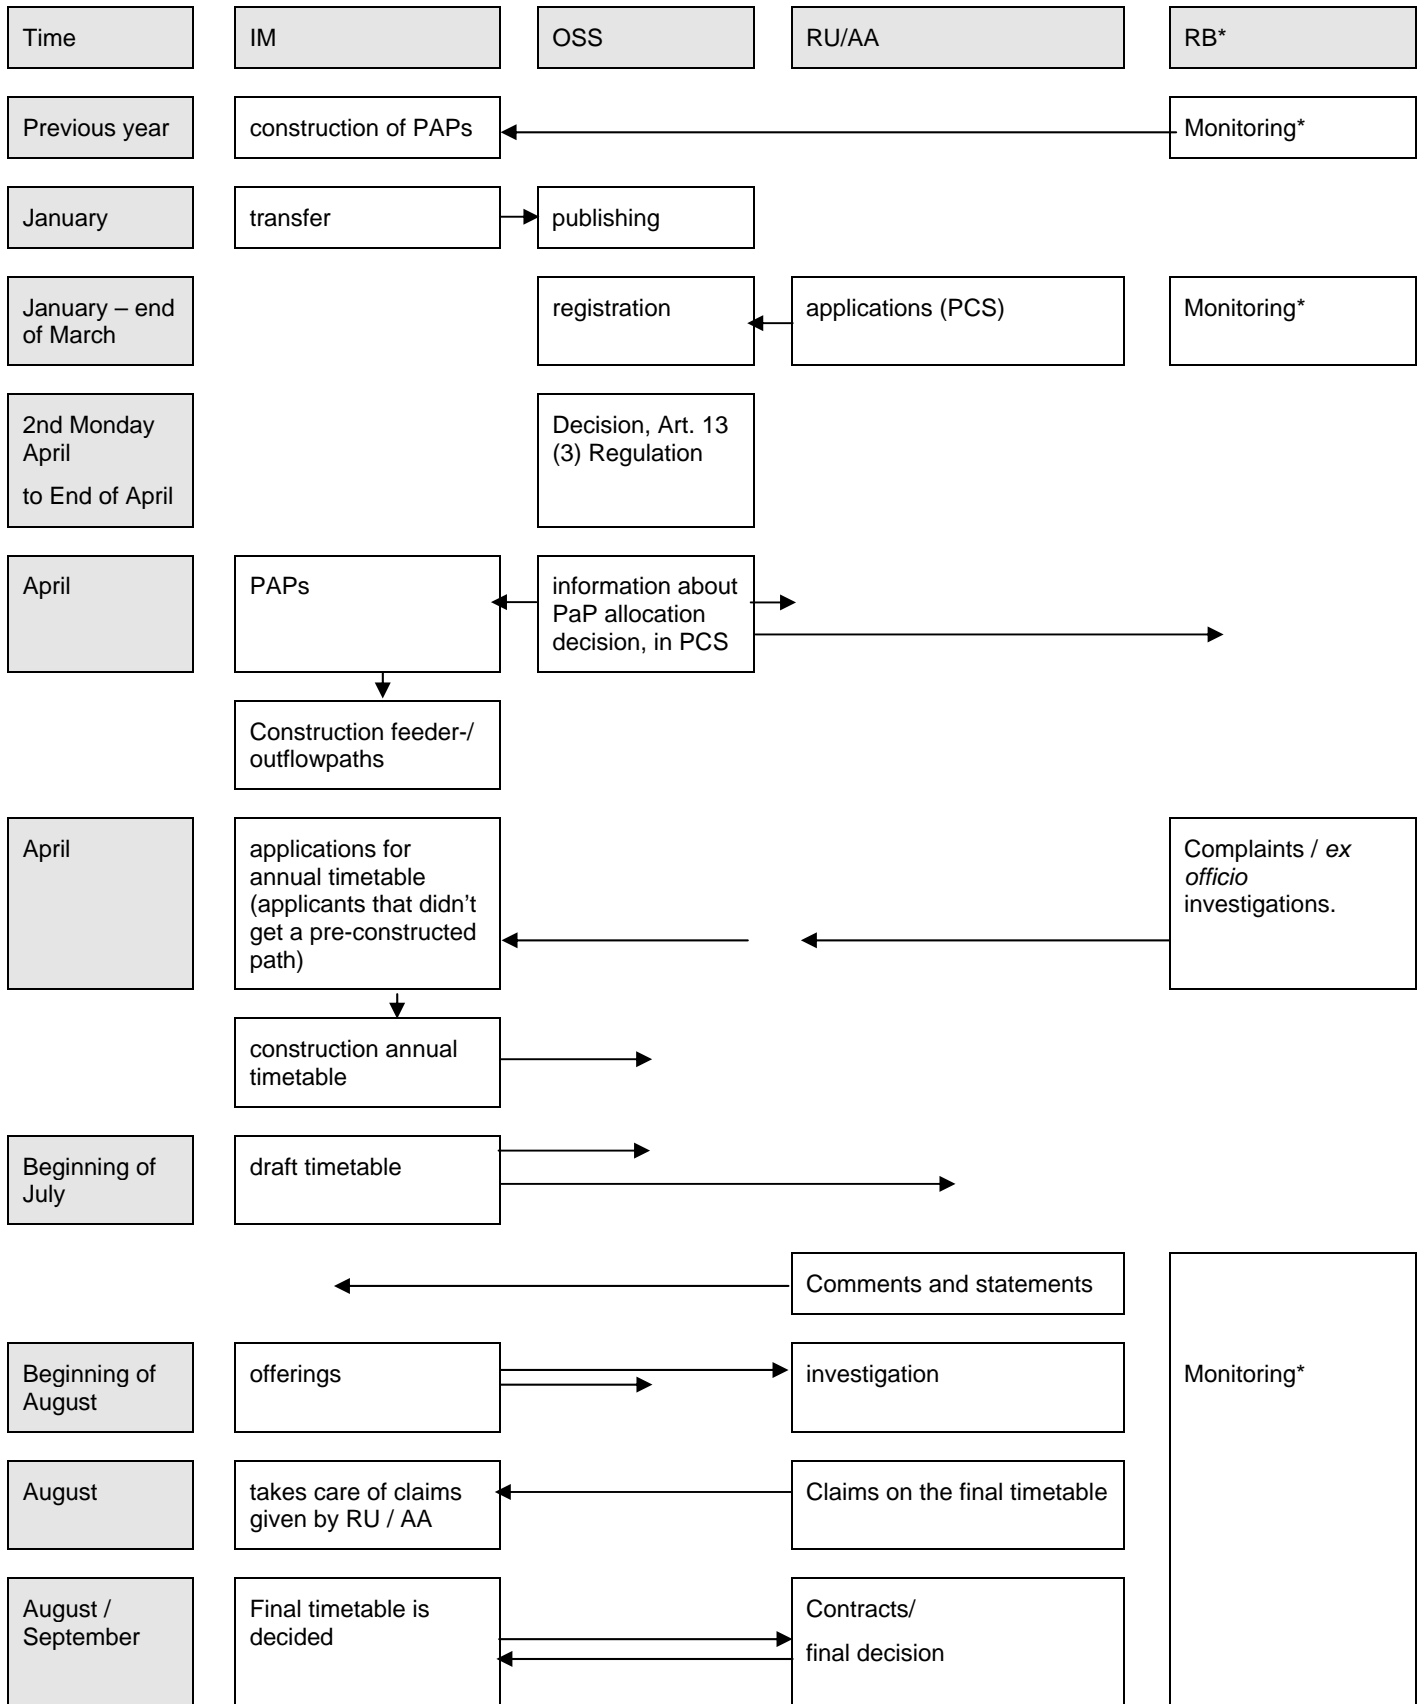 Time
IM
OSS
RU/AA
RB*
Previous year
construction of PAPs
Monitoring*
January
transfer
publishing
January – end
of March
registration
applications (PCS)
Monitoring*
2nd Monday
April
to End of April
Decision, Art. 13
(3) Regulation
April
PAPs
information about
PaP allocation
decision, in PCS
Construction feeder-/
outflowpaths
April
applications for
annual timetable
(applicants that didn't
get a pre-constructed
path)
Complaints / ex
officio
investigations.
construction annual
timetable
Beginning of
July
draft timetable
Comments and statements
Beginning of
August
offerings
investigation
Monitoring*
August
takes care of claims
given by RU / AA
Claims on the final timetable
August /
September
Final timetable is
decided
Contracts/
final decision